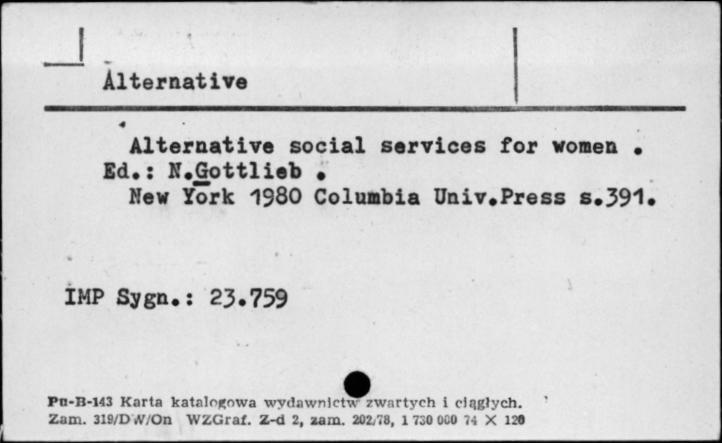 Alternative
Alternative social services for women .
Ed.: N.Gottlieb .
New York 1980 Columbia Univ.Press s.391.
IMP Sygn.: 23.759
Pu-B-143 Karta katalogowa wydawnictw zwartych i ciągłych.
Zam. 319/DW/On WZGraf. Z-d 2, zam. 202/78, 1 730 000 74 X 120